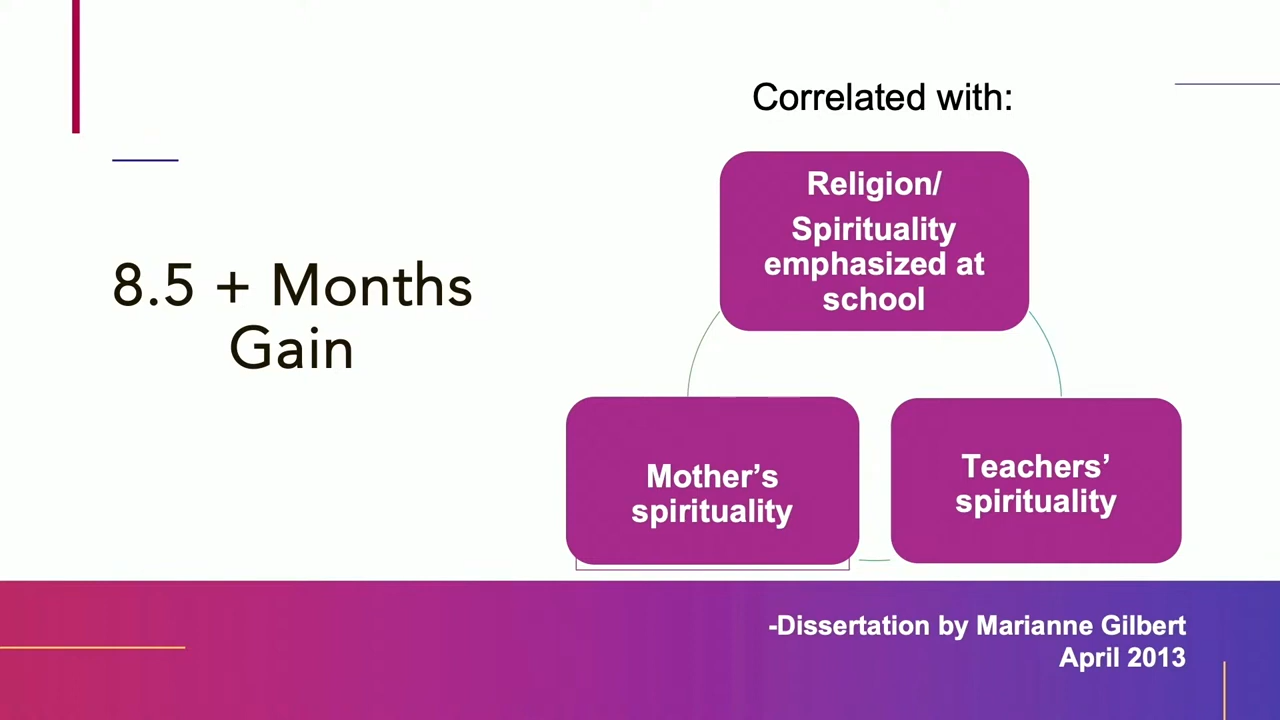 Correlated with:
8.5 + Months
Gain
Religion/
Spirituality
emphasized at
school
Mother’s
spirituality
Teachers’
spirituality
-Dissertation by Marianne Gilbert
April 2013